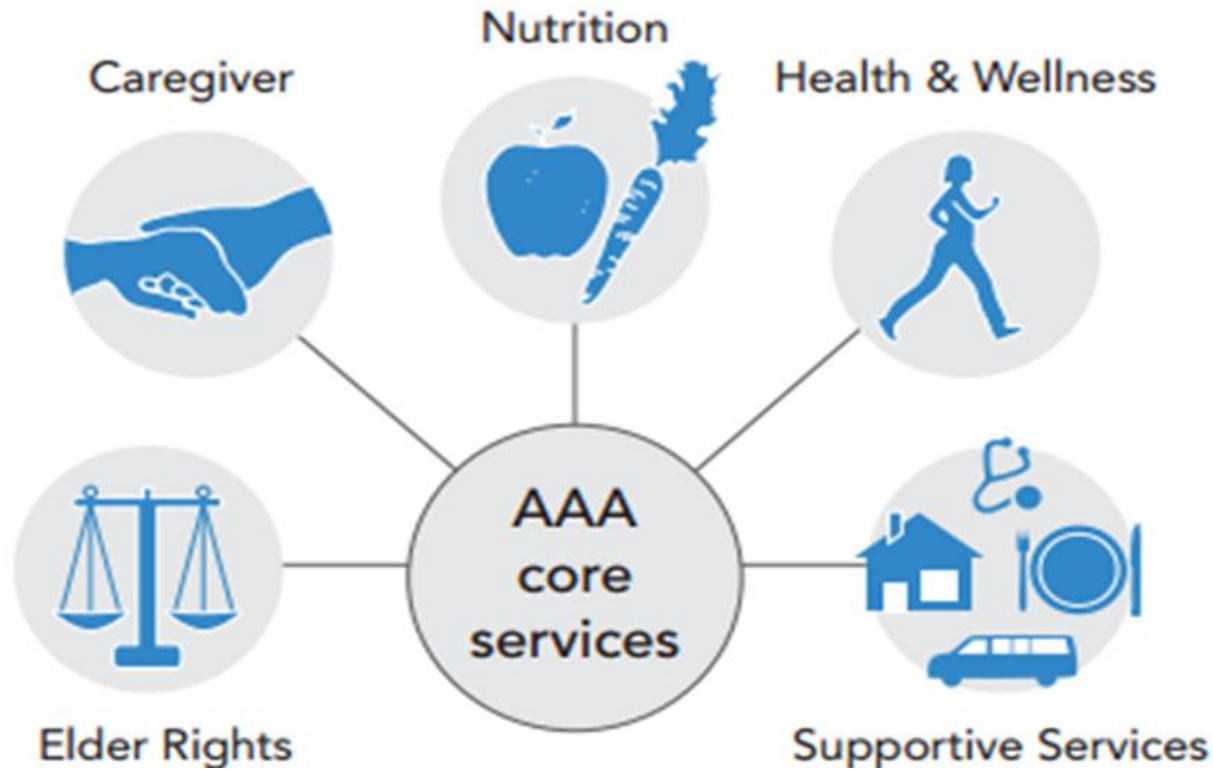 Nutrition
Caregiver
Health & Wellness
AAA
core
services
Elder Rights
Supportive Services